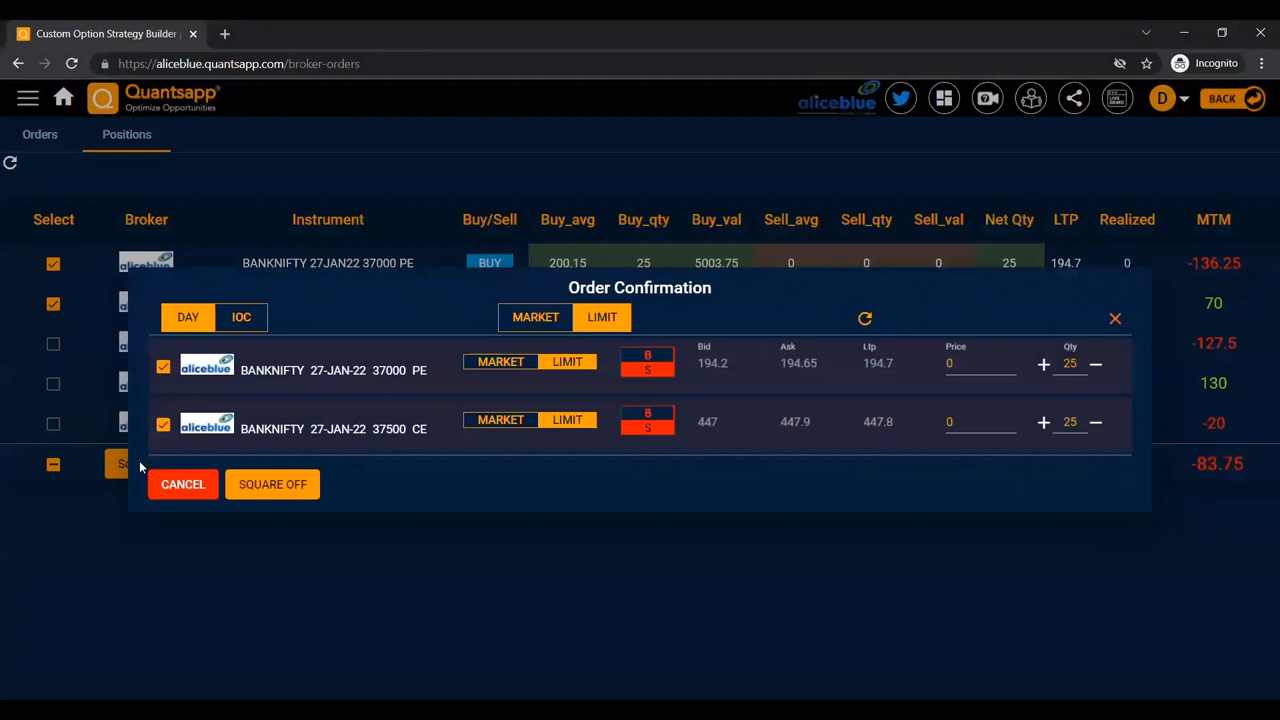 Custom Option Strategy Builder
https://aliceblue.quantsapp.com/broker-orders
Incognito
Quantsapp®
Optimize Opportunities
aliceblue
LIVE DEMO
D
BACK
Orders
Positions
Select Broker Instrument Buy/Sell Buy_avg Buy_qty Buy_val Sell_avg Sell_qty Sell_val Net Qty LTP Realized MTM
aliceblue BANKNIFTY 27JAN22 37000 PE BUY 200.15 25 5003.75 0 0 0 25 194.7 0 -136.25
Order Confirmation
70
DAY IOC MARKET LIMIT
-127.5
Bid Ask Ltp Price Qty
aliceblue BANKNIFTY 27-JAN-22 37000 PE MARKET LIMIT B S 194.2 194.65 194.7 0 + 25 −
130
aliceblue BANKNIFTY 27-JAN-22 37500 CE MARKET LIMIT B S 447 447.9 447.8 0 + 25 −
-20
-83.75
CANCEL SQUARE OFF